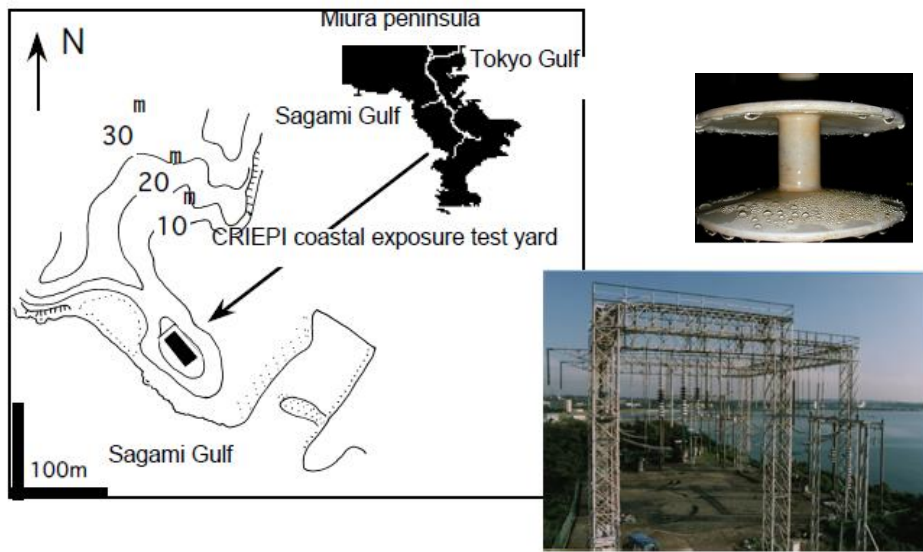 Miura peninsula
N
Tokyo Gulf
m
30
Sagami Gulf
m
20
m
10
CRIEPI coastal exposure test yard
Sagami Gulf
100m